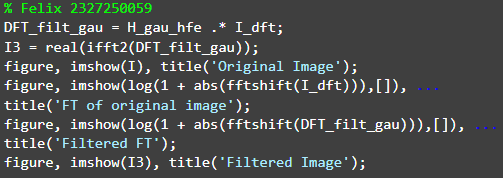 % Felix 2327250059
DFT_filt_gau = H_gau_hfe .* I_dft;
I3 = real(ifft2(DFT_filt_gau));
figure, imshow(I), title('Original Image');
figure, imshow(log(1 + abs(fftshift(I_dft))),[]), ...
title('FT of original image');
figure, imshow(log(1 + abs(fftshift(DFT_filt_gau))),[]), ...
title('Filtered FT');
figure, imshow(I3), title('Filtered Image');